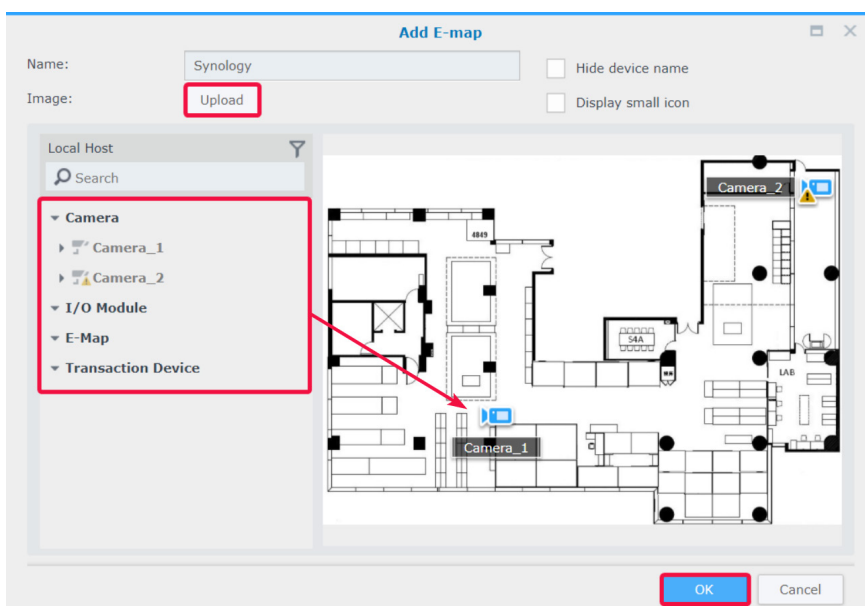 Add E-map
Name:
Synology
Hide device name
Image:
Upload
Display small icon
Local Host
Search
Camera
Camera_1
Camera_2
I/O Module
E-Map
Transaction Device
Camera_2
4849
S4A
LAB
Camera_1
OK
Cancel